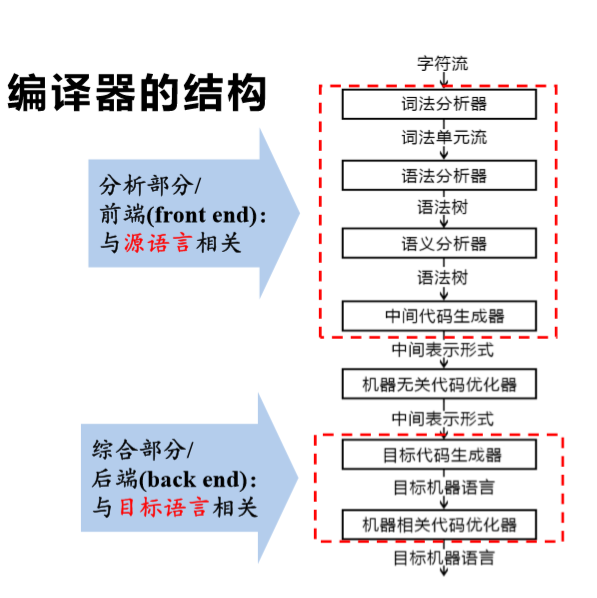 编译器的结构
分析部分/
前端(front end):
与源语言相关
综合部分/
后端(back end):
与目标语言相关
字符流
词法分析器
词法单元流
语法分析器
语法树
语义分析器
语法树
中间代码生成器
中间表示形式
机器无关代码优化器
中间表示形式
目标代码生成器
目标机器语言
机器相关代码优化器
目标机器语言